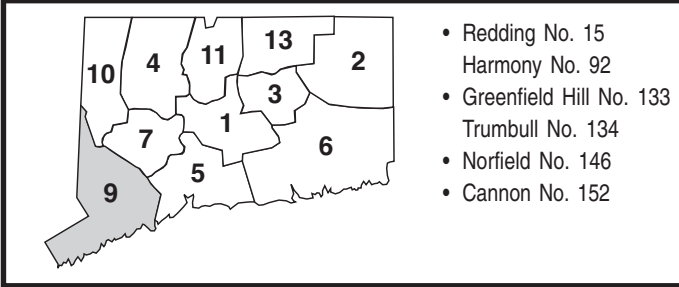 13
11
4
2
10
3
1
7
6
5
9
• Redding No. 15
Harmony No. 92
• Greenfield Hill No. 133
Trumbull No. 134
• Norfield No. 146
• Cannon No. 152